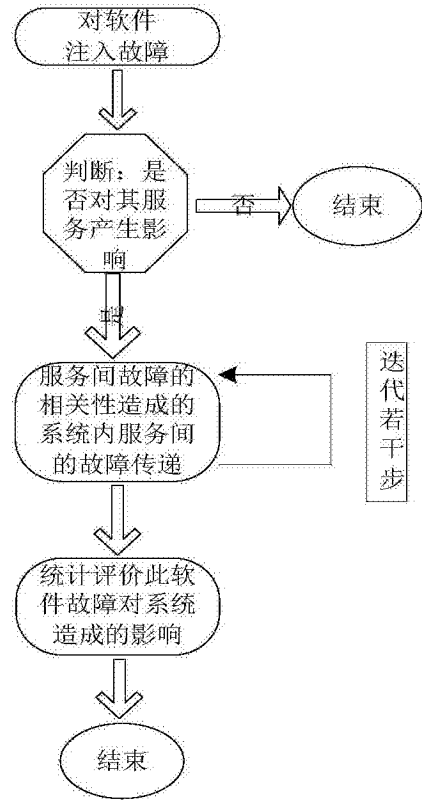 对软件
注入故障
判断：是
否对其服
务产生影
响
否
结束
是
服务间故障的
相关性造成的
系统内服务间
的故障传递
迭代若干步
统计评价此软
件故障对系统
造成的影响
结束